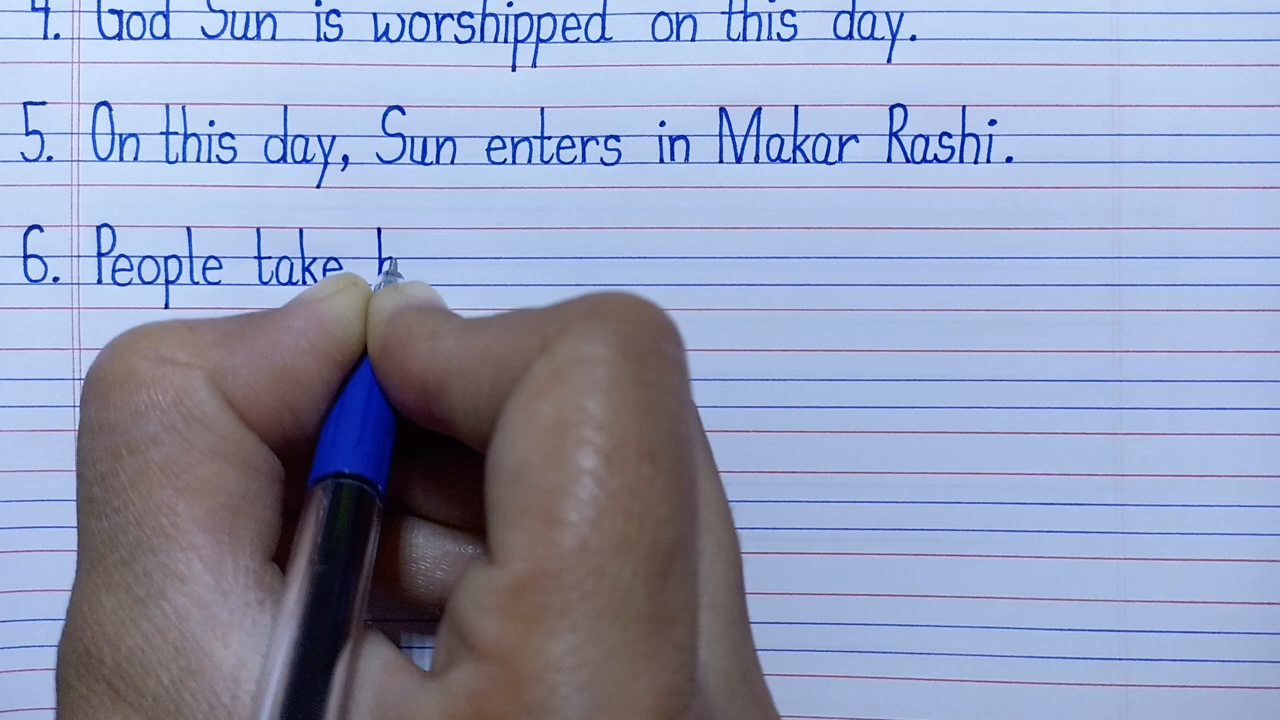 4. God Sun is worshipped on this day.
5. On this day, Sun enters in Makar Rashi.
6. People take